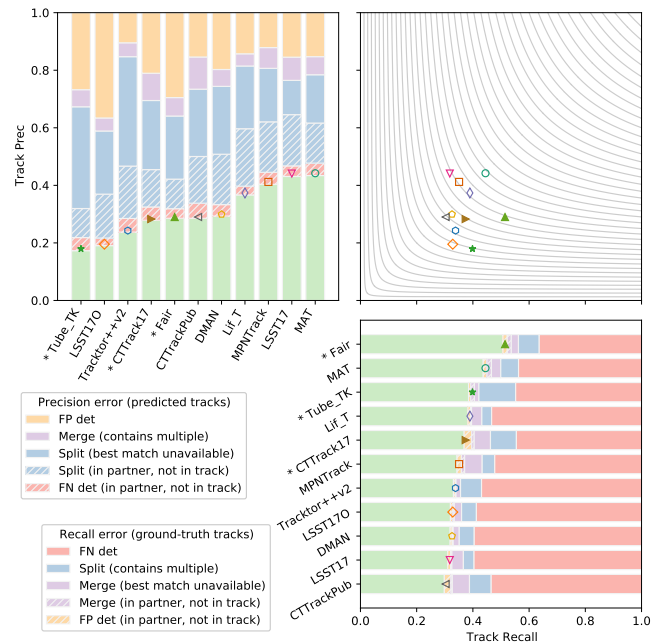 1.0
0.8
0.6
0.4
0.2
0.0
Track Prec
* Tube_TK
LSST17O
Tracktor++v2
* CTTrack17
* Fair
CTTrackPub
DMAN
Lif_T
MPNTrack
LSST17
MAT
Precision error (predicted tracks)
FP det
Merge (contains multiple)
Split (best match unavailable)
Split (in partner, not in track)
FN det (in partner, not in track)
Recall error (ground-truth tracks)
FN det
Split (contains multiple)
Merge (best match unavailable)
Merge (in partner, not in track)
FP det (in partner, not in track)
* Fair
MAT
* Tube_TK
Lif_T
* CTTrack17
MPNTrack
Tracktor++v2
LSST17O
DMAN
LSST17
CTTrackPub
0.0
0.2
0.4
0.6
0.8
1.0
Track Recall